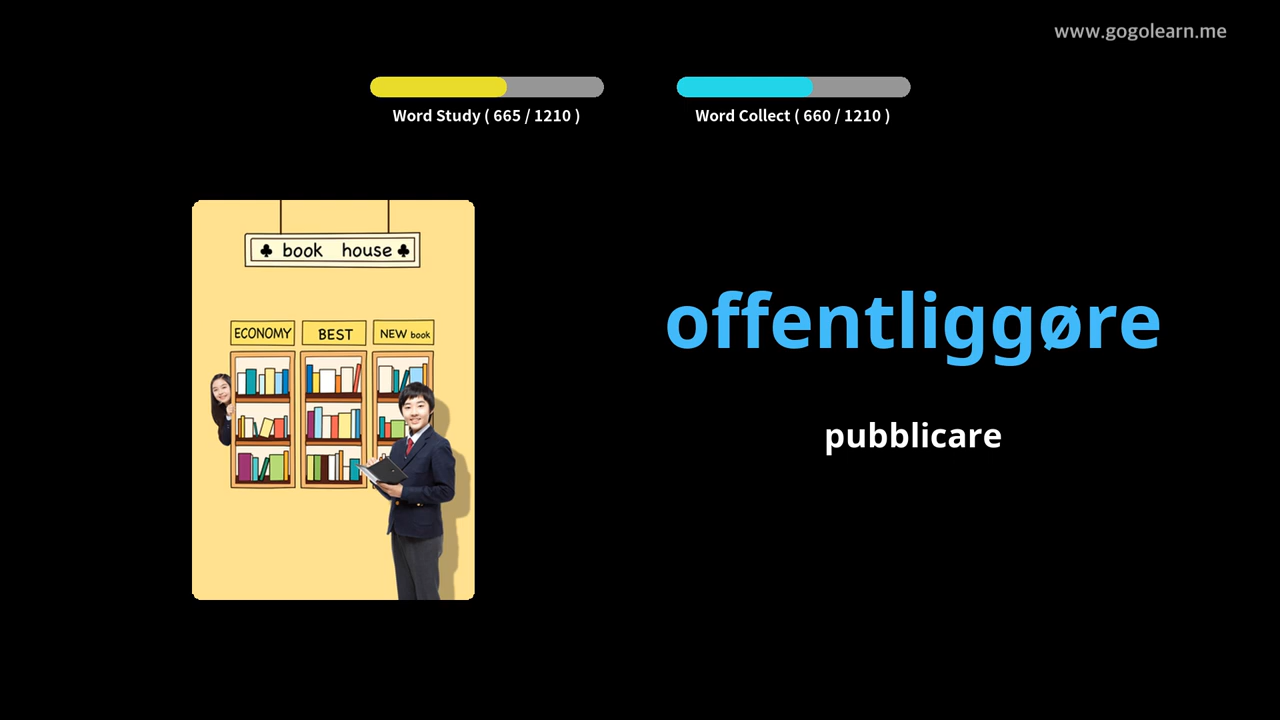 www.gogolearn.me
Word Study ( 665 / 1210 )
Word Collect ( 660 / 1210 )
♣ book house ♣
ECONOMY
BEST
NEW book
offentliggøre
pubblicare